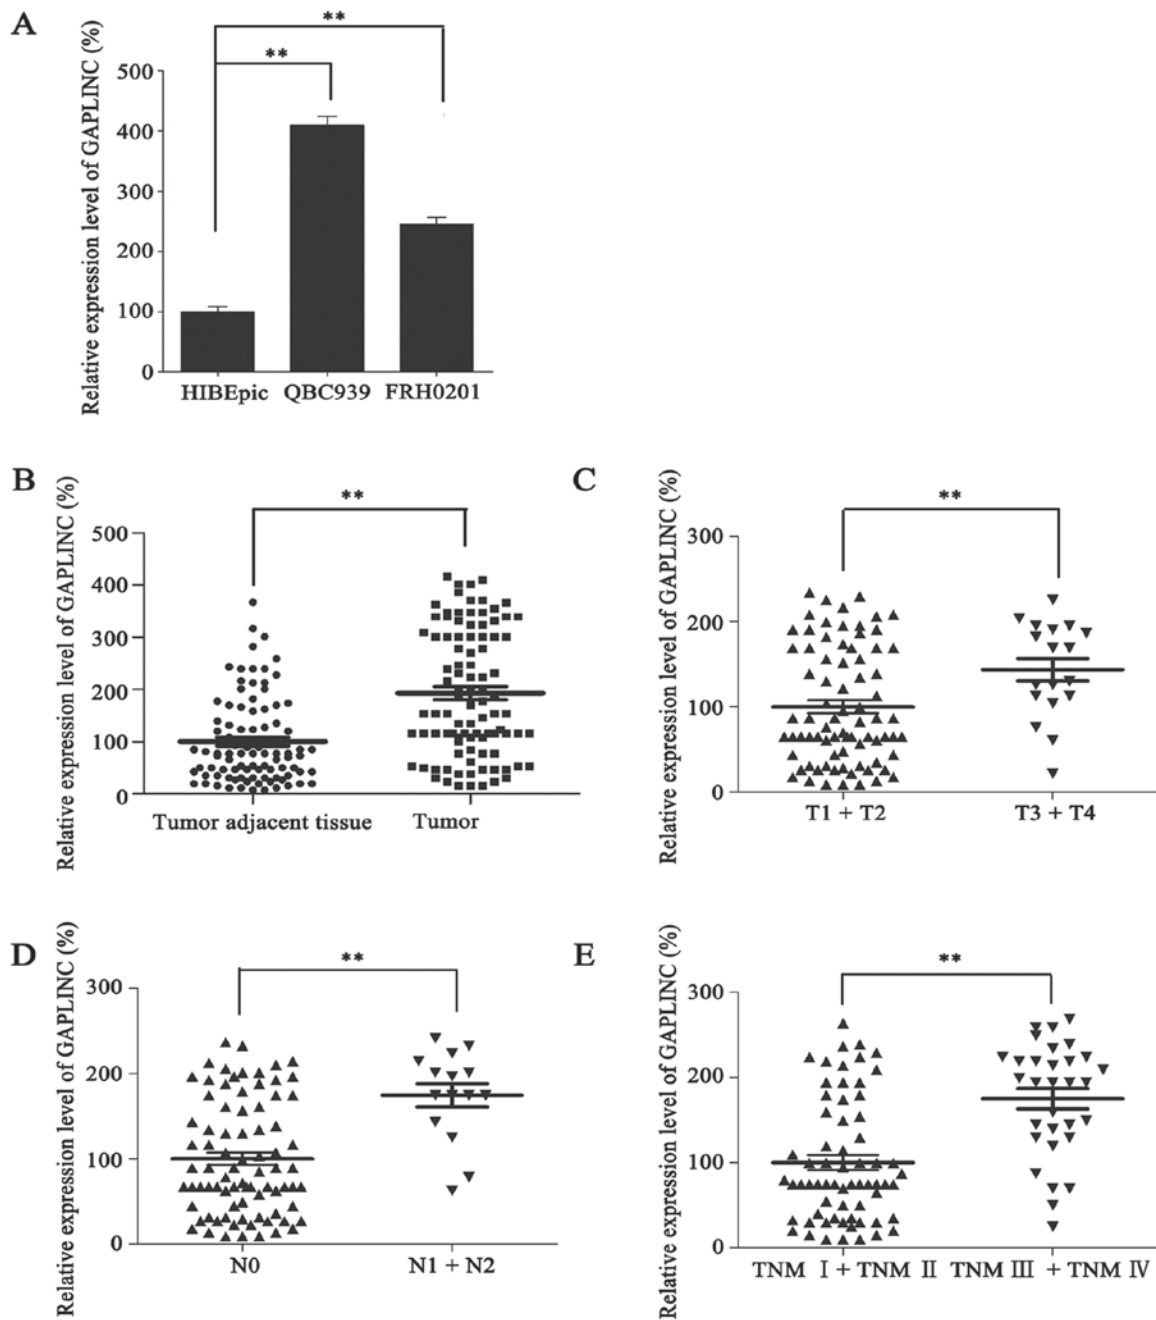 A
Relative expression level of GAPLINC (%)
**
**
500
400
300
200
100
0
HIBEpic QBC939 FRH0201
B
Relative expression level of GAPLINC (%)
**
500
400
300
200
100
0
Tumor adjacent tissue Tumor
C
Relative expression level of GAPLINC (%)
**
300
200
100
0
T1 + T2 T3 + T4
D
Relative expression level of GAPLINC (%)
**
300
200
100
0
N0 N1 + N2
E
Relative expression level of GAPLINC (%)
**
300
200
100
0
TNM I + TNM II TNM III + TNM IV